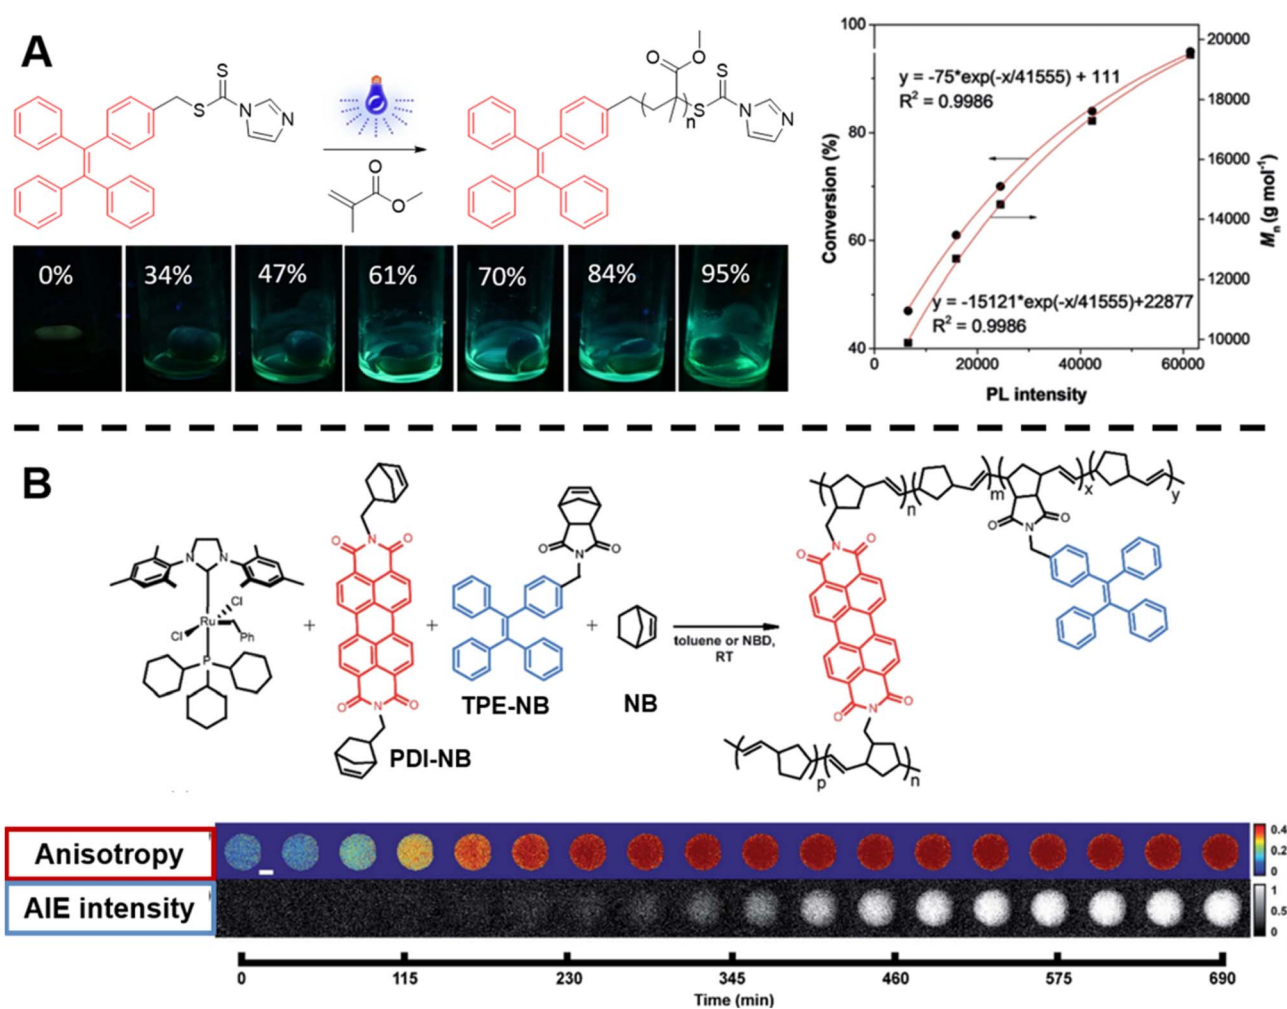 A
S
S
N
N
O
O
n
S
S
N
N
O
O
0%
34%
47%
61%
70%
84%
95%
100
80
60
40
Conversion (%)
y = -75*exp(-x/41555) + 111
R² = 0.9986
y = -15121*exp(-x/41555)+22877
R² = 0.9986
20000
18000
16000
14000
12000
10000
Mn (g mol⁻¹)
0
20000
40000
60000
PL intensity
B
N
N
Cl
Ru
Cl
Ph
P
+
O
N
O
O
N
O
PDI-NB
+
O
N
O
TPE-NB
+
NB
toluene or NBD,
RT
n
m
x
y
O
N
O
O
N
O
O
N
O
p
n
Anisotropy
0.4
0.2
0
AIE intensity
1
0.5
0
0
115
230
345
460
575
690
Time (min)